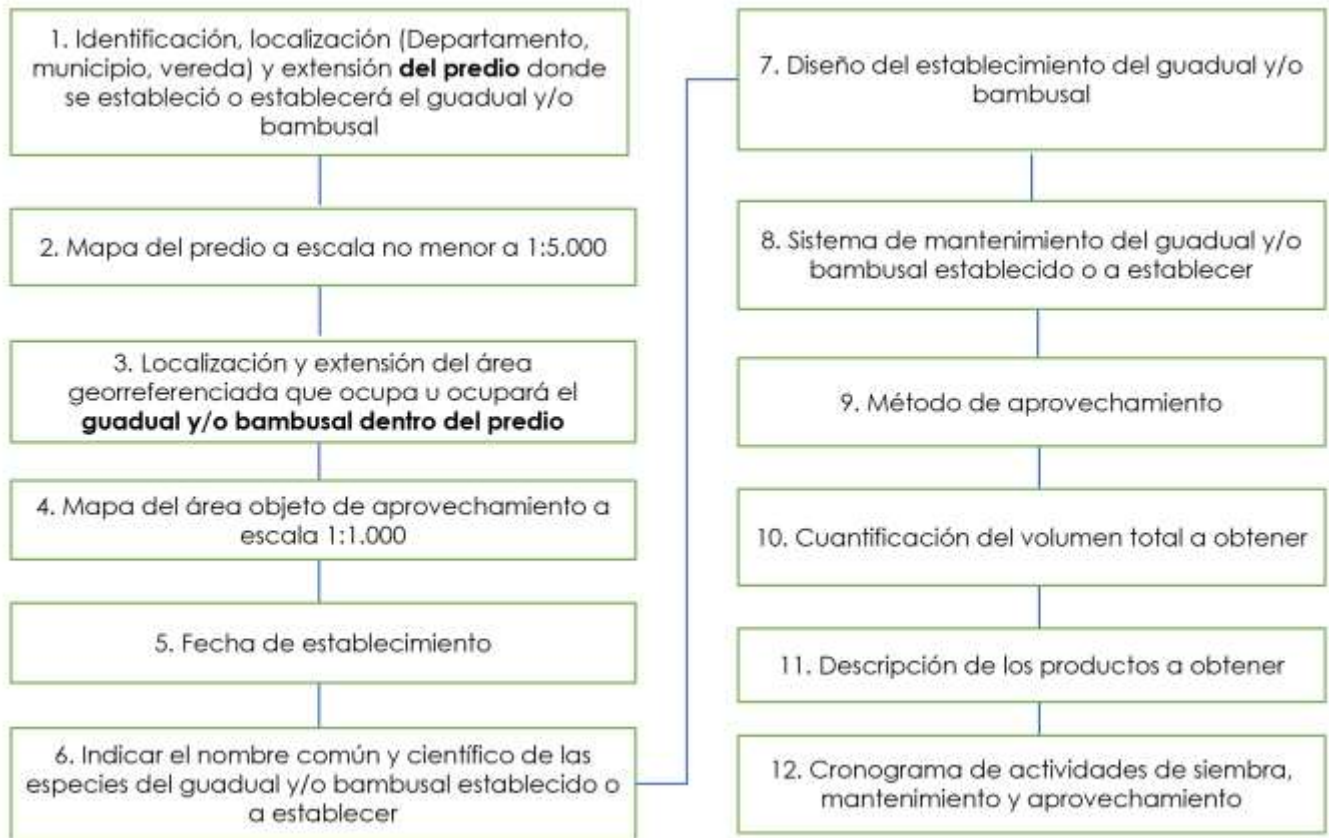 1. Identificación, localización (Departamento,
municipio, vereda) y extensión del predio donde
se estableció o establecerá el guadual y/o
bambusal
2. Mapa del predio a escala no menor a 1:5.000
3. Localización y extensión del área
georreferenciada que ocupa u ocupará el
guadual y/o bambusal dentro del predio
4. Mapa del área objeto de aprovechamiento a
escala 1:1.000
5. Fecha de establecimiento
6. Indicar el nombre común y científico de las
especies del guadual y/o bambusal establecido o
a establecer
7. Diseño del establecimiento del guadual y/o
bambusal
8. Sistema de mantenimiento del guadual y/o
bambusal establecido o a establecer
9. Método de aprovechamiento
10. Cuantificación del volumen total a obtener
11. Descripción de los productos a obtener
12. Cronograma de actividades de siembra,
mantenimiento y aprovechamiento